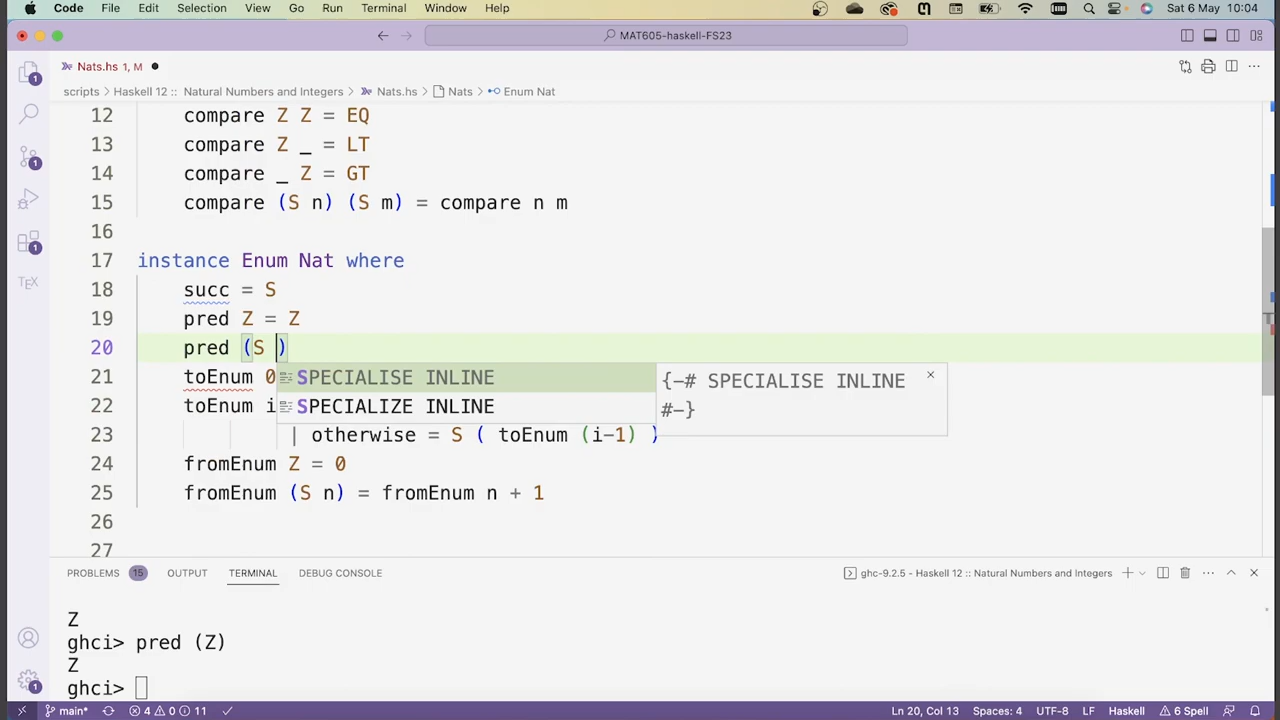 Code File Edit Selection View Go Run Terminal Window Help Sat 6 May 10:04
MAT605-haskell-FS23
Nats.hs 1, M
scripts > Haskell 12 :: Natural Numbers and Integers > Nats.hs > Nats > Enum Nat
12 compare Z Z = EQ
13 compare Z _ = LT
14 compare _ Z = GT
15 compare (S n) (S m) = compare n m
16
17 instance Enum Nat where
18 succ = S
19 pred Z = Z
20 pred (S )
21 toEnum 0 SPECIALISE INLINE {-# SPECIALISE INLINE
22 toEnum i SPECIALIZE INLINE #-}
23 | otherwise = S ( toEnum (i-1) )
24 fromEnum Z = 0
25 fromEnum (S n) = fromEnum n + 1
26
27
PROBLEMS 15 OUTPUT TERMINAL DEBUG CONSOLE ghc-9.2.5 - Haskell 12 :: Natural Numbers and Integers
Z
ghci> pred (Z)
Z
ghci>
main* 4 0 11 Ln 20, Col 13 Spaces: 4 UTF-8 LF Haskell 6 Spell